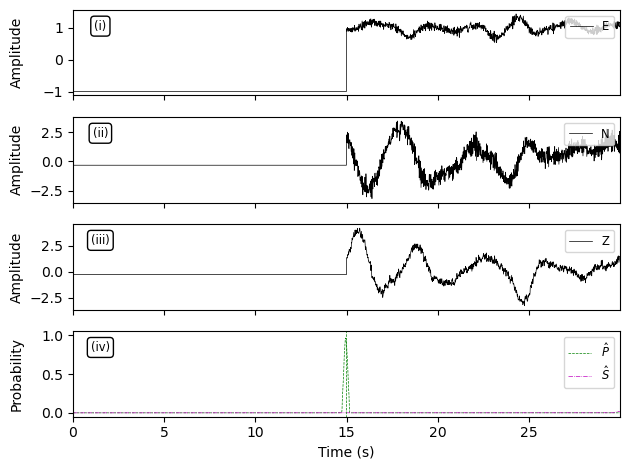 Amplitude
1
0
−1
(i)
E
Amplitude
2.5
0.0
−2.5
(ii)
N
Amplitude
2.5
0.0
−2.5
(iii)
Z
Probability
1.0
0.5
0.0
(iv)
P̂
Ŝ
0 5 10 15 20 25
Time (s)